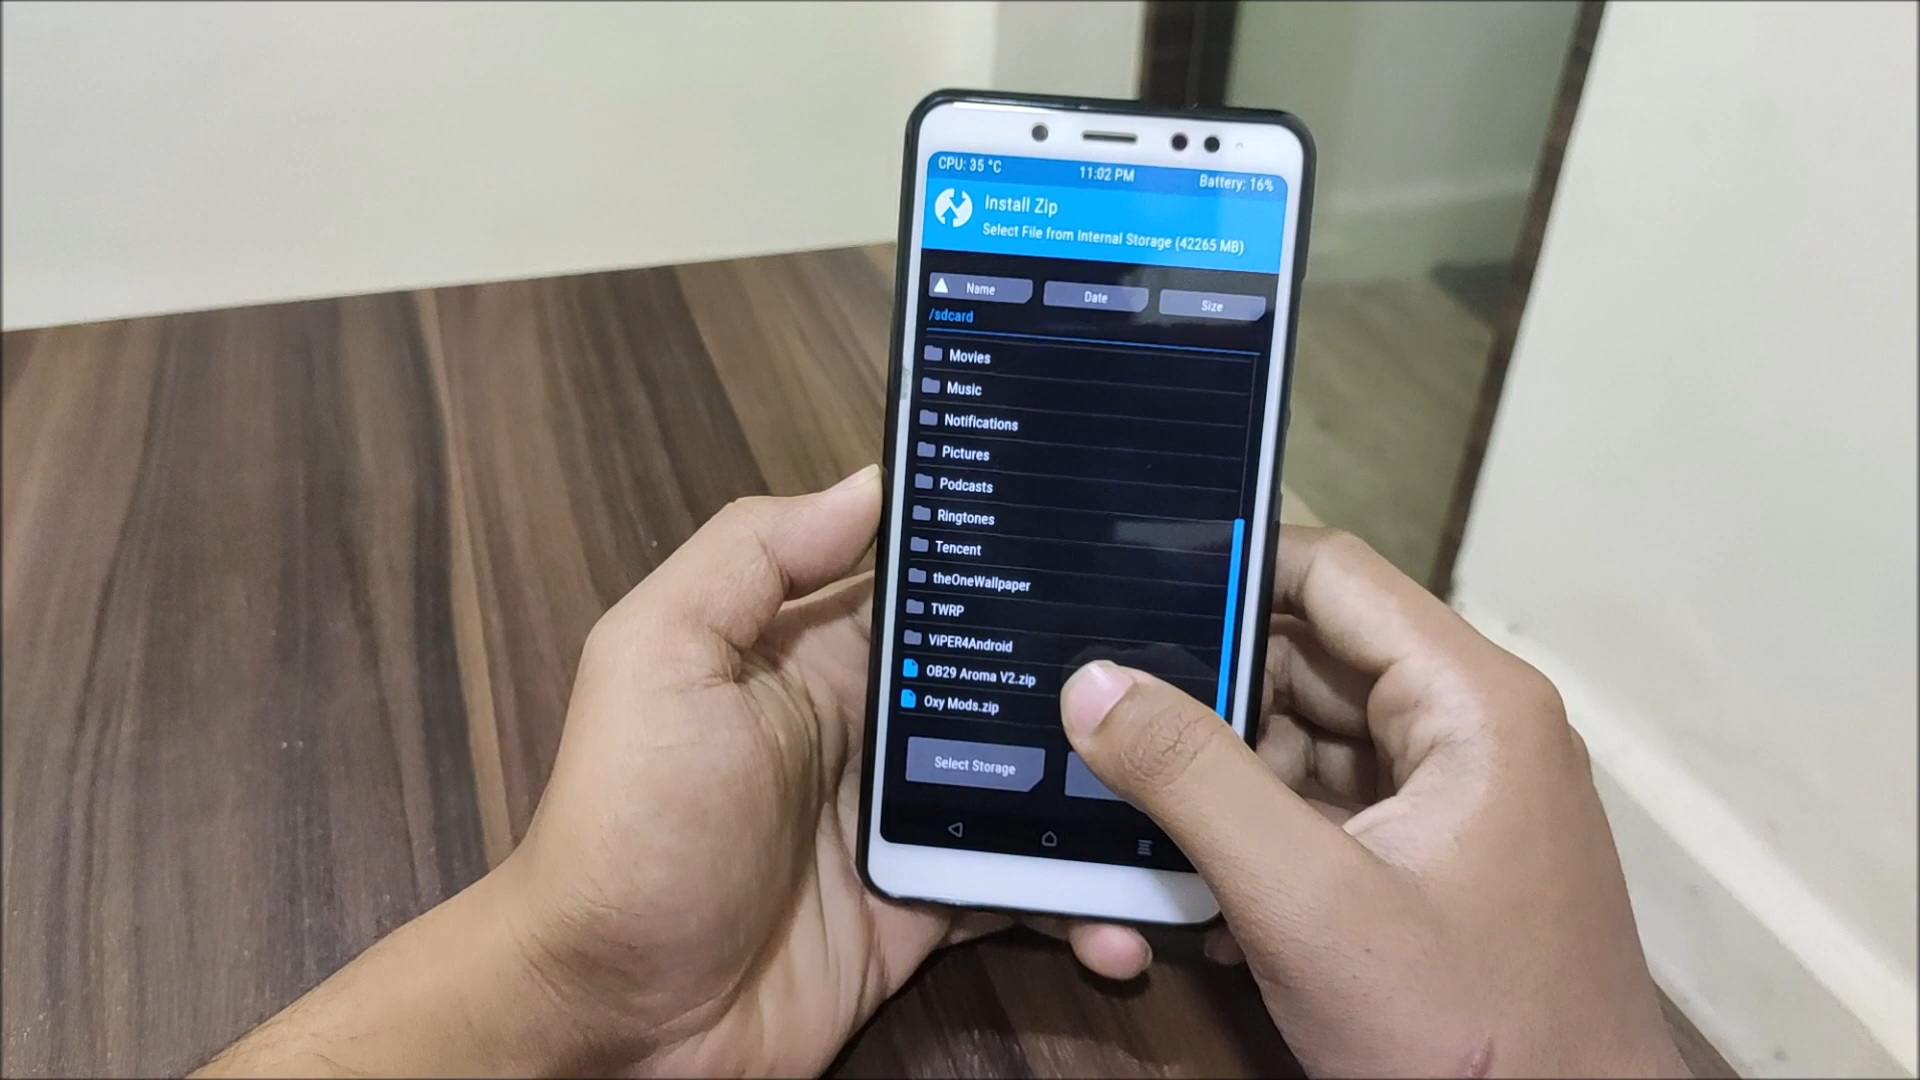 CPU: 35 °C 11:02 PM Battery: 16%
Install Zip
Select File from Internal Storage (42265 MB)
Name Date Size
/sdcard
Movies
Music
Notifications
Pictures
Podcasts
Ringtones
Tencent
theOneWallpaper
TWRP
ViPER4Android
OB29 Aroma V2.zip
Oxy Mods.zip
Select Storage